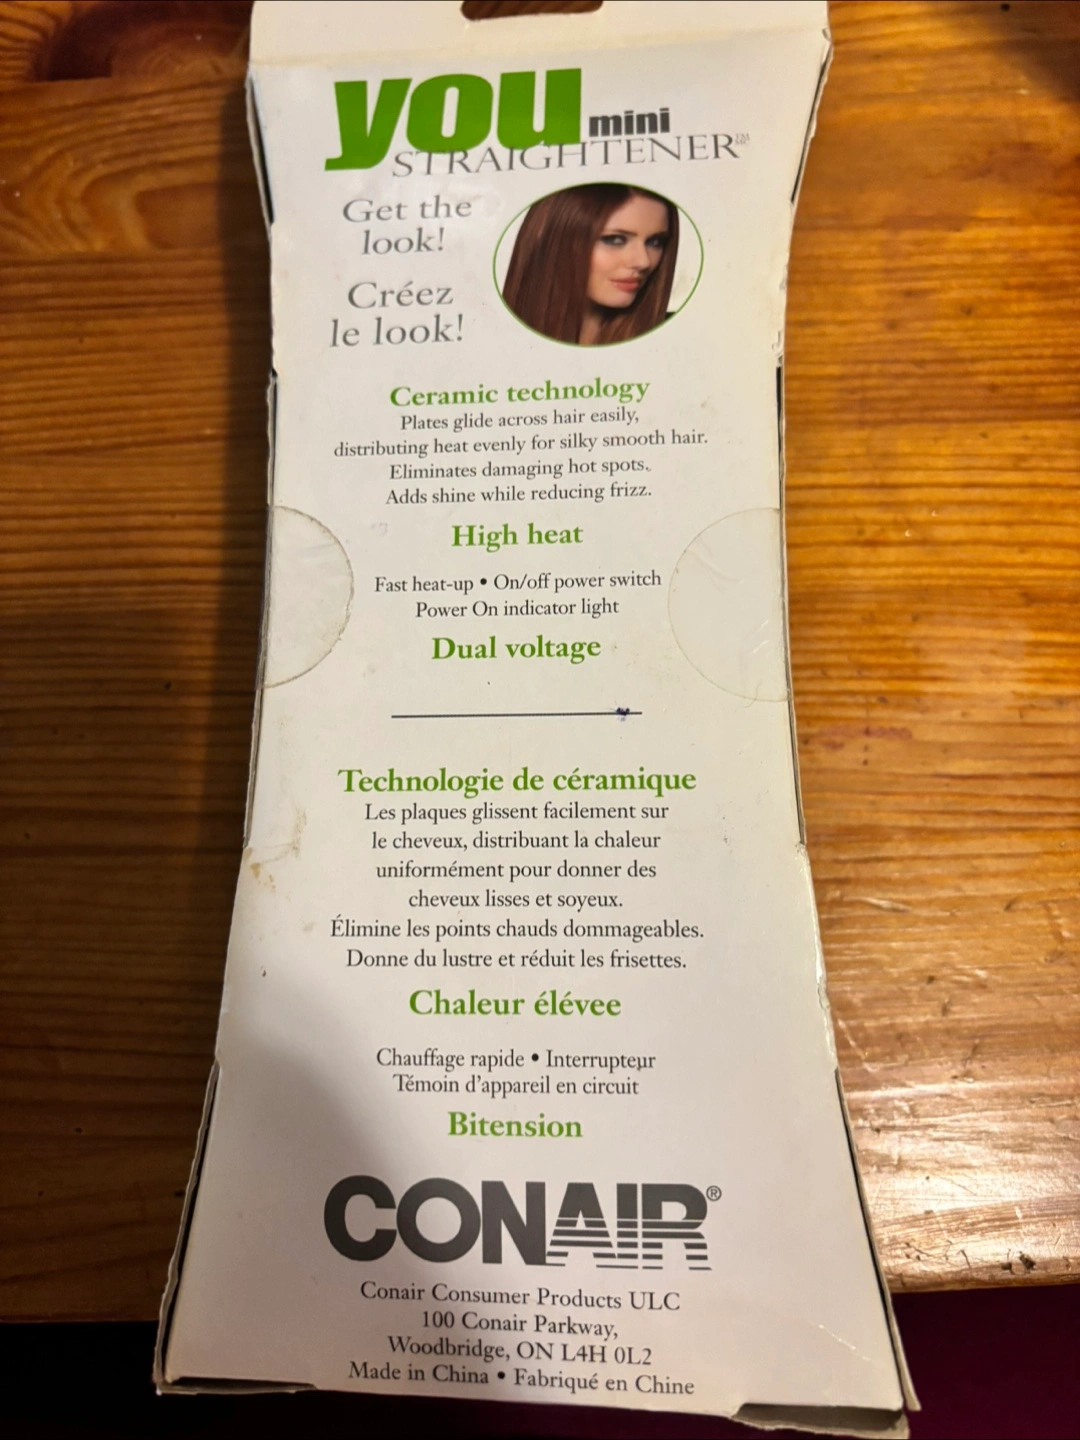 you mini
STRAIGHTENER
Get the
look!
Créez
le look!
Ceramic technology
Plates glide across hair easily,
distributing heat evenly for silky smooth hair.
Eliminates damaging hot spots.
Adds shine while reducing frizz.
High heat
Fast heat-up • On/off power switch
Power On indicator light
Dual voltage
Technologie de céramique
Les plaques glissent facilement sur
le cheveux, distribuant la chaleur
uniformément pour donner des
cheveux lisses et soyeux.
Élimine les points chauds dommageables.
Donne du lustre et réduit les frisettes.
Chaleur élévee
Chauffage rapide • Interrupteur
Témoin d'appareil en circuit
Bitension
CONAIR®
Conair Consumer Products ULC
100 Conair Parkway,
Woodbridge, ON L4H 0L2
Made in China • Fabriqué en Chine